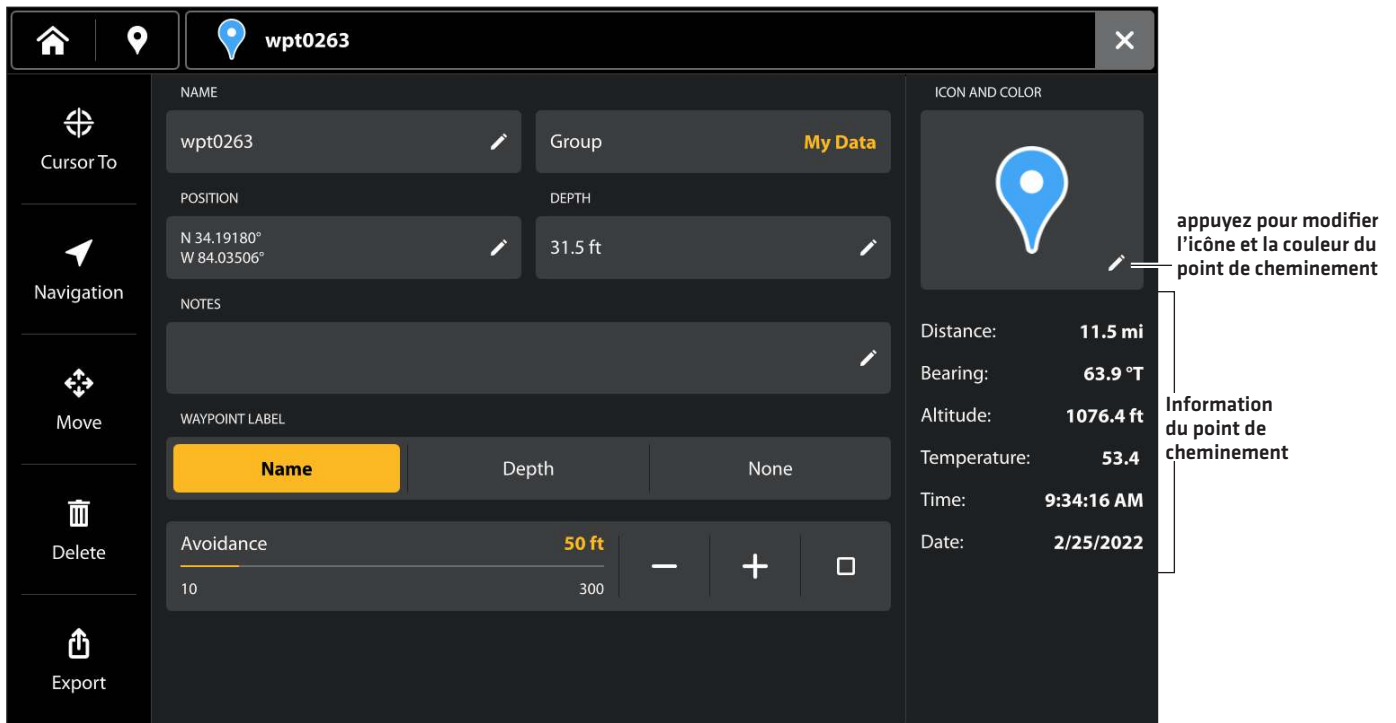 wpt0263
Cursor To
Navigation
Move
Delete
Export
NAME
wpt0263
Group My Data
POSITION
N 34.19180°
W 84.03506°
DEPTH
31.5 ft
NOTES
WAYPOINT LABEL
Name Depth None
Avoidance 50 ft
10 300
ICON AND COLOR
Distance: 11.5 mi
Bearing: 63.9 °T
Altitude: 1076.4 ft
Temperature: 53.4
Time: 9:34:16 AM
Date: 2/25/2022
appuyez pour modifier
l'icône et la couleur du
point de cheminement
Information
du point de
cheminement